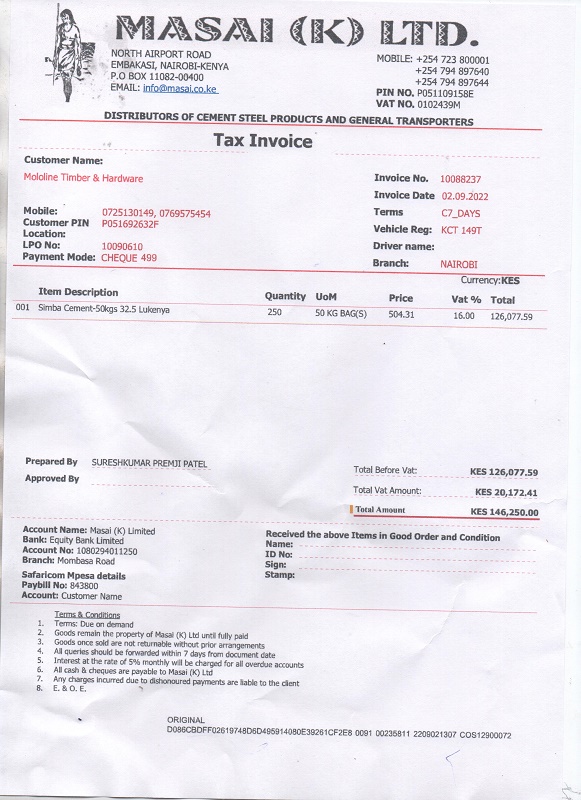 MASAI (K) LTD.
NORTH AIRPORT ROAD
EMBAKASI, NAIROBI-KENYA
P.O BOX 11082-00400
EMAIL: info@masai.co.ke
MOBILE: +254 723 800001
+254 794 897640
+254 794 897644
PIN NO. P051109158E
VAT NO. 0102439M
DISTRIBUTORS OF CEMENT STEEL PRODUCTS AND GENERAL TRANSPORTERS
Tax Invoice
Customer Name:
Mololine Timber & Hardware
Mobile: 0725130149, 0769575454
Customer PIN P051692632F
Location:
LPO No: 10090610
Payment Mode: CHEQUE 499
Invoice No. 10088237
Invoice Date 02.09.2022
Terms C7_DAYS
Vehicle Reg: KCT 149T
Driver name:
Branch: NAIROBI
Currency:KES
Item Description Quantity UoM Price Vat % Total
001 Simba Cement-50kgs 32.5 Lukenya 250 50 KG BAG(S) 504.31 16.00 126,077.59
Prepared By SURESHKUMAR PREMJI PATEL
Approved By
Total Before Vat: KES 126,077.59
Total Vat Amount: KES 20,172.41
Total Amount KES 146,250.00
Account Name: Masai (K) Limited
Bank: Equity Bank Limited
Account No: 1080294011250
Branch: Mombasa Road
Safaricom Mpesa details
Paybill No: 843800
Account: Customer Name
Received the above Items in Good Order and Condition
Name:
ID No:
Sign:
Stamp:
Terms & Conditions
1. Terms: Due on demand
2. Goods remain the property of Masai (K) Ltd until fully paid
3. Goods once sold are not returnable without prior arrangements
4. All queries should be forwarded within 7 days from document date
5. Interest at the rate of 5% monthly will be charged for all overdue accounts
6. All cash & cheques are payable to Masai (K) Ltd
7. Any charges incurred due to dishonoured payments are liable to the client
8. E. & O. E.
ORIGINAL
D086CBDFF02619748D6D495914080E39261CF2E8 0091 00235811 2209021307 COS12900072